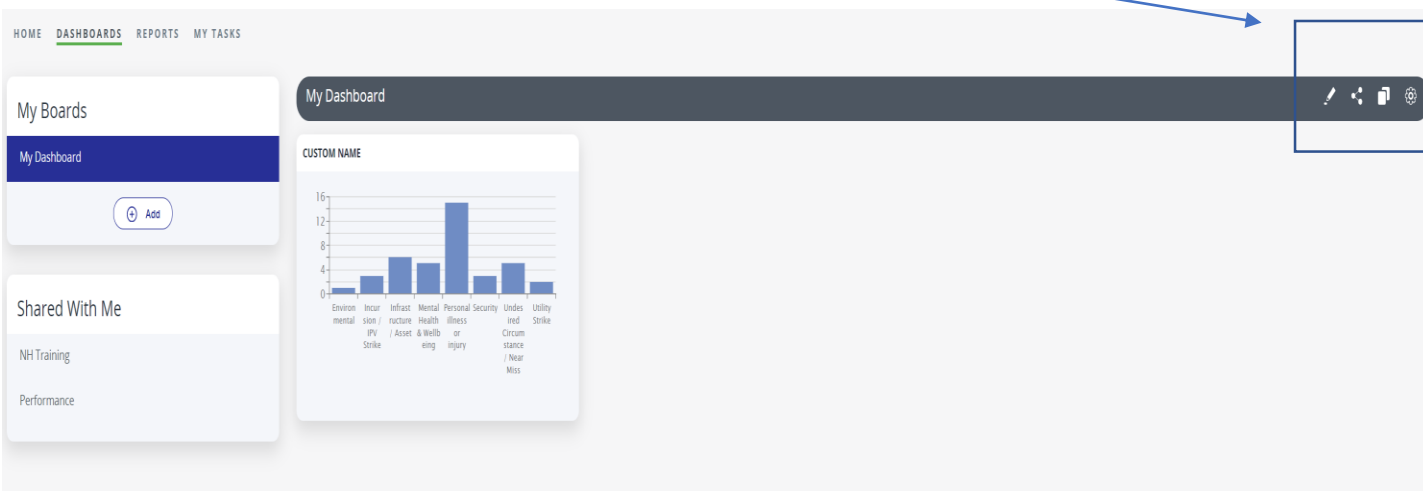 HOME DASHBOARDS REPORTS MY TASKS
My Boards
My Dashboard
Add
Shared With Me
NH Training
Performance
My Dashboard
CUSTOM NAME
16
12
8
4
0
Environ
mental
Incur
sion /
IPV
Strike
Infrast
ructure
/ Asset
Mental
Health
& Wellb
eing
Personal
illness
or
injury
Security
Undes
ired
Circum
stance
/ Near
Miss
Utility
Strike